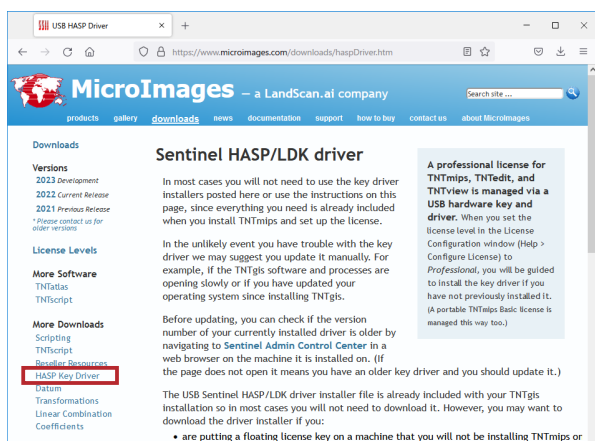 USB HASP Driver
https://www.microimages.com/downloads/haspDriver.htm
MicroImages – a LandScan.ai company
Search site ...
products gallery downloads news documentation support how to buy contact us about MicroImages
Downloads
Versions
2023 Development
2022 Current Release
2021 Previous Release
* Please contact us for
older versions
License Levels
More Software
TNTatlas
TNTscript
More Downloads
Scripting
TNTscript
Reseller Resources
HASP Key Driver
Datum
Transformations
Linear Combination
Coefficients
Sentinel HASP/LDK driver
In most cases you will not need to use the key driver
installers posted here or use the instructions on this
page, since everything you need is already included
when you install TNTmips and set up the license.
In the unlikely event you have trouble with the key
driver we may suggest you update it manually. For
example, if the TNTgis software and processes are
opening slowly or if you have updated your
operating system since installing TNTgis.
Before updating, you can check if the version
number of your currently installed driver is older by
navigating to Sentinel Admin Control Center in a
web browser on the machine it is installed on. (If
the page does not open it means you have an older key driver and you should update it.)
The USB Sentinel HASP/LDK driver installer file is already included with your TNTgis
installation so in most cases you will not need to download it. However, you may want to
download the driver installer if you:
• are putting a floating license key on a machine that you will not be installing TNTmips or
A professional license for
TNTmips, TNTedit, and
TNTview is managed via a
USB hardware key and
driver. When you set the
license level in the License
Configuration window (Help >
Configure License) to
Professional, you will be guided
to install the key driver if you
have not previously installed it.
(A portable TNTmips Basic license is
managed this way too.)